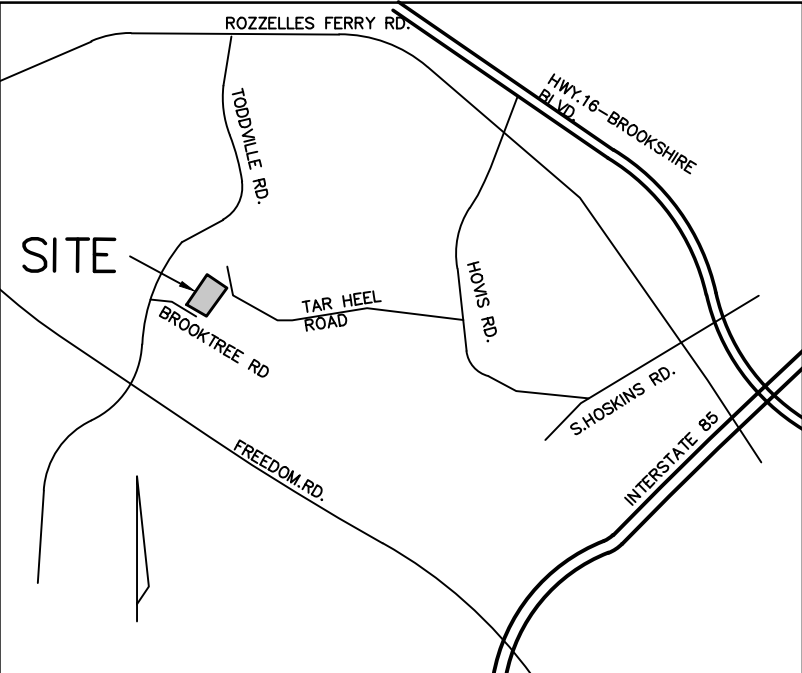 ROZZELLES FERRY RD.
HWY.16-BROOKSHIRE
BLVD.
TODDVILLE RD.
SITE
HOVIS RD.
TAR HEEL
ROAD
BROOKTREE RD
S.HOSKINS RD.
INTERSTATE 85
FREEDOM.RD.